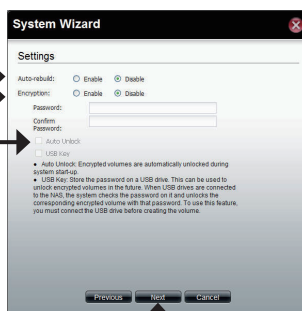 System Wizard
Settings
Auto-rebuild: Enable Disable
Encryption: Enable Disable
Password:
Confirm
Password:
Auto Unlock
USB Key
• Auto Unlock: Encrypted volumes are automatically unlocked during
system start-up.
• USB Key: Store the password on a USB drive. This can be used to
unlock encrypted volumes in the future. When USB drives are connected
to the NAS, the system checks the password on it and unlocks the
corresponding encrypted volume with that password. To use this feature,
you must connect the USB drive before creating the volume.
Previous Next Cancel